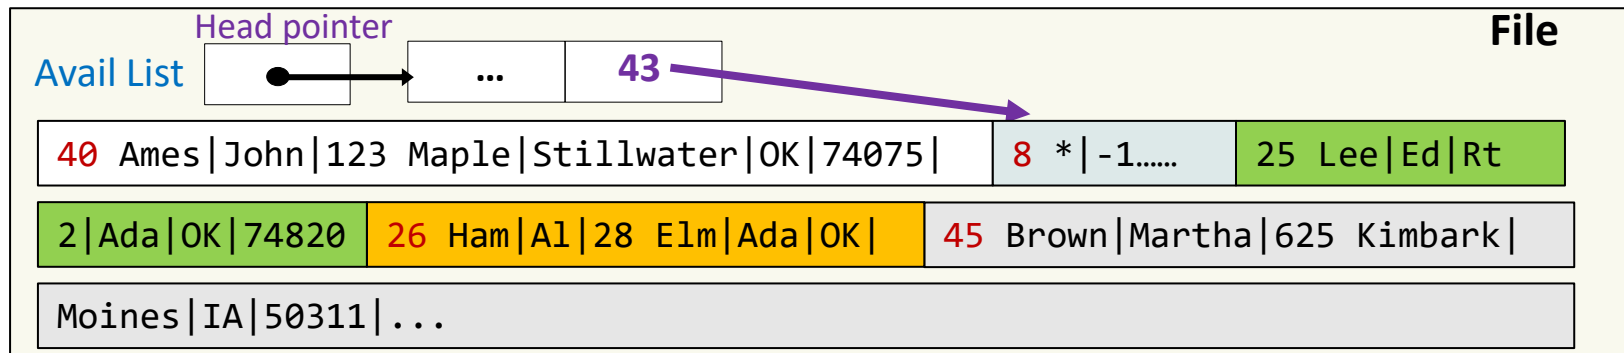 Head pointer
File
Avail List ... 43
40 Ames|John|123 Maple|Stillwater|OK|74075| 8 *|-1…… 25 Lee|Ed|Rt
2|Ada|OK|74820 26 Ham|Al|28 Elm|Ada|OK| 45 Brown|Martha|625 Kimbark|
Moines|IA|50311|...